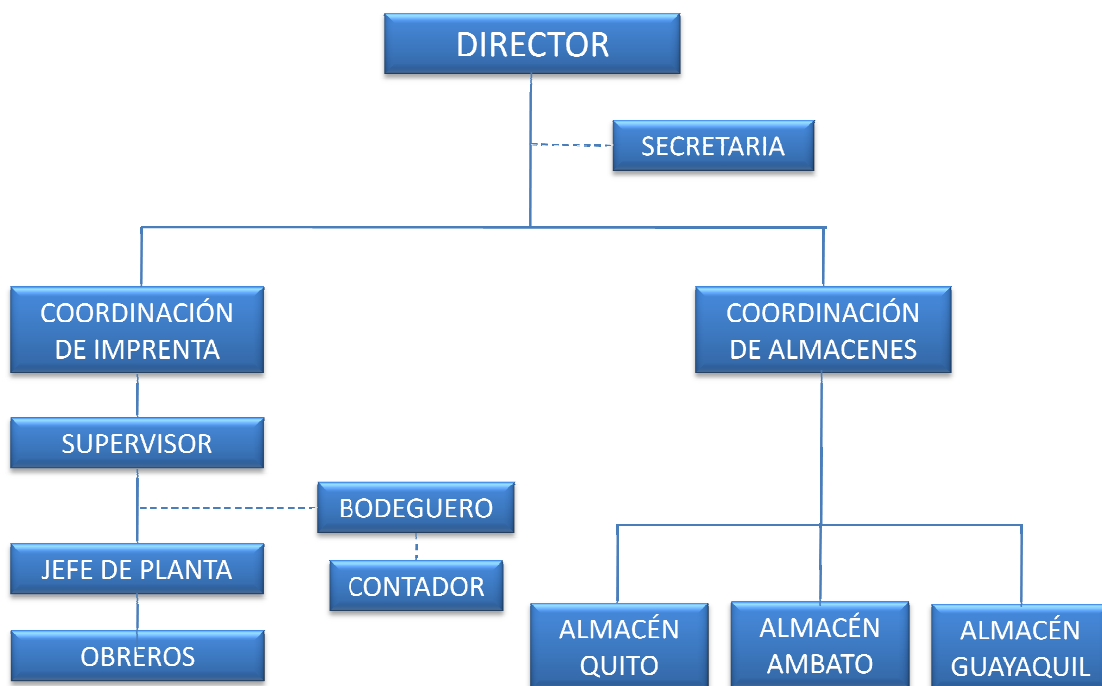 DIRECTOR
SECRETARIA
COORDINACIÓN
DE IMPRENTA
COORDINACIÓN
DE ALMACENES
SUPERVISOR
BODEGUERO
JEFE DE PLANTA
CONTADOR
OBREROS
ALMACÉN
QUITO
ALMACÉN
AMBATO
ALMACÉN
GUAYAQUIL